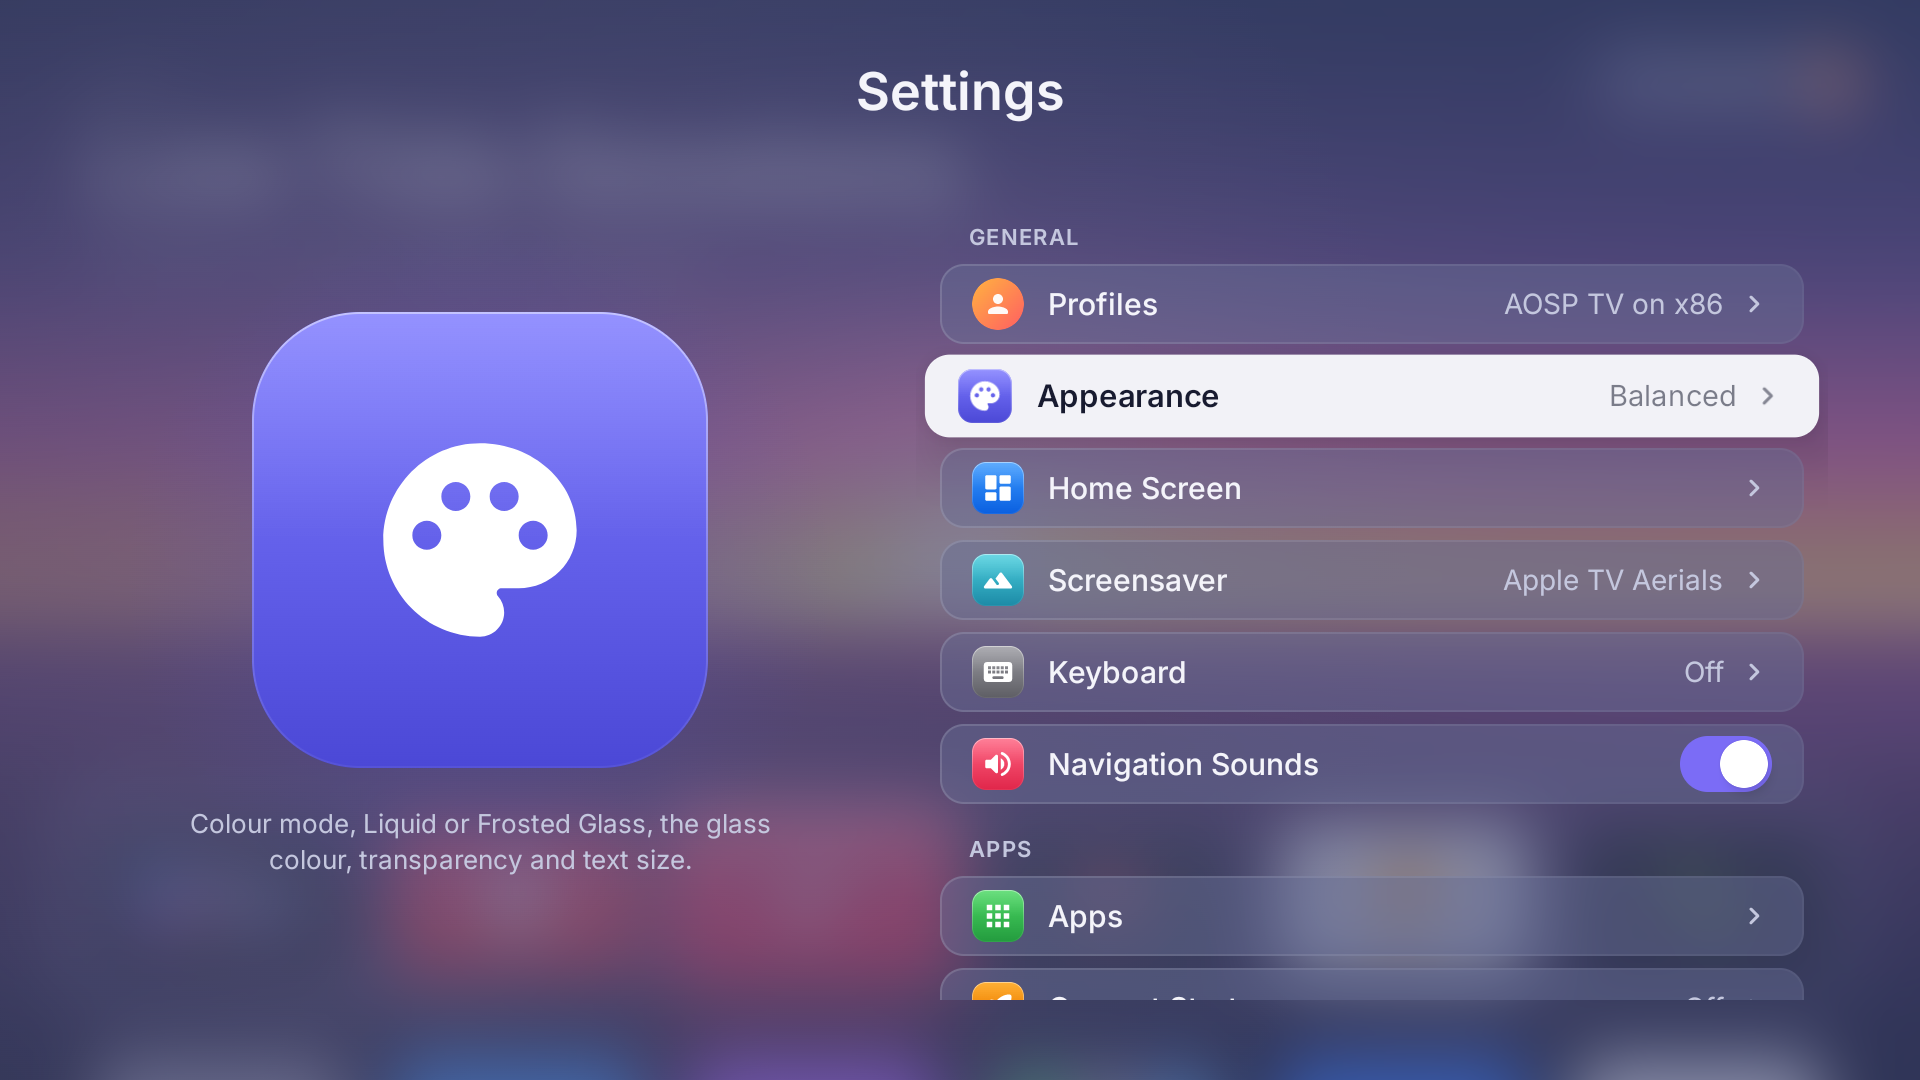 Settings
GENERAL
Profiles
AOSP TV on x86
Appearance
Balanced
Home Screen
Screensaver
Apple TV Aerials
Keyboard
Off
Navigation Sounds
Colour mode, Liquid or Frosted Glass, the glass
colour, transparency and text size.
APPS
Apps